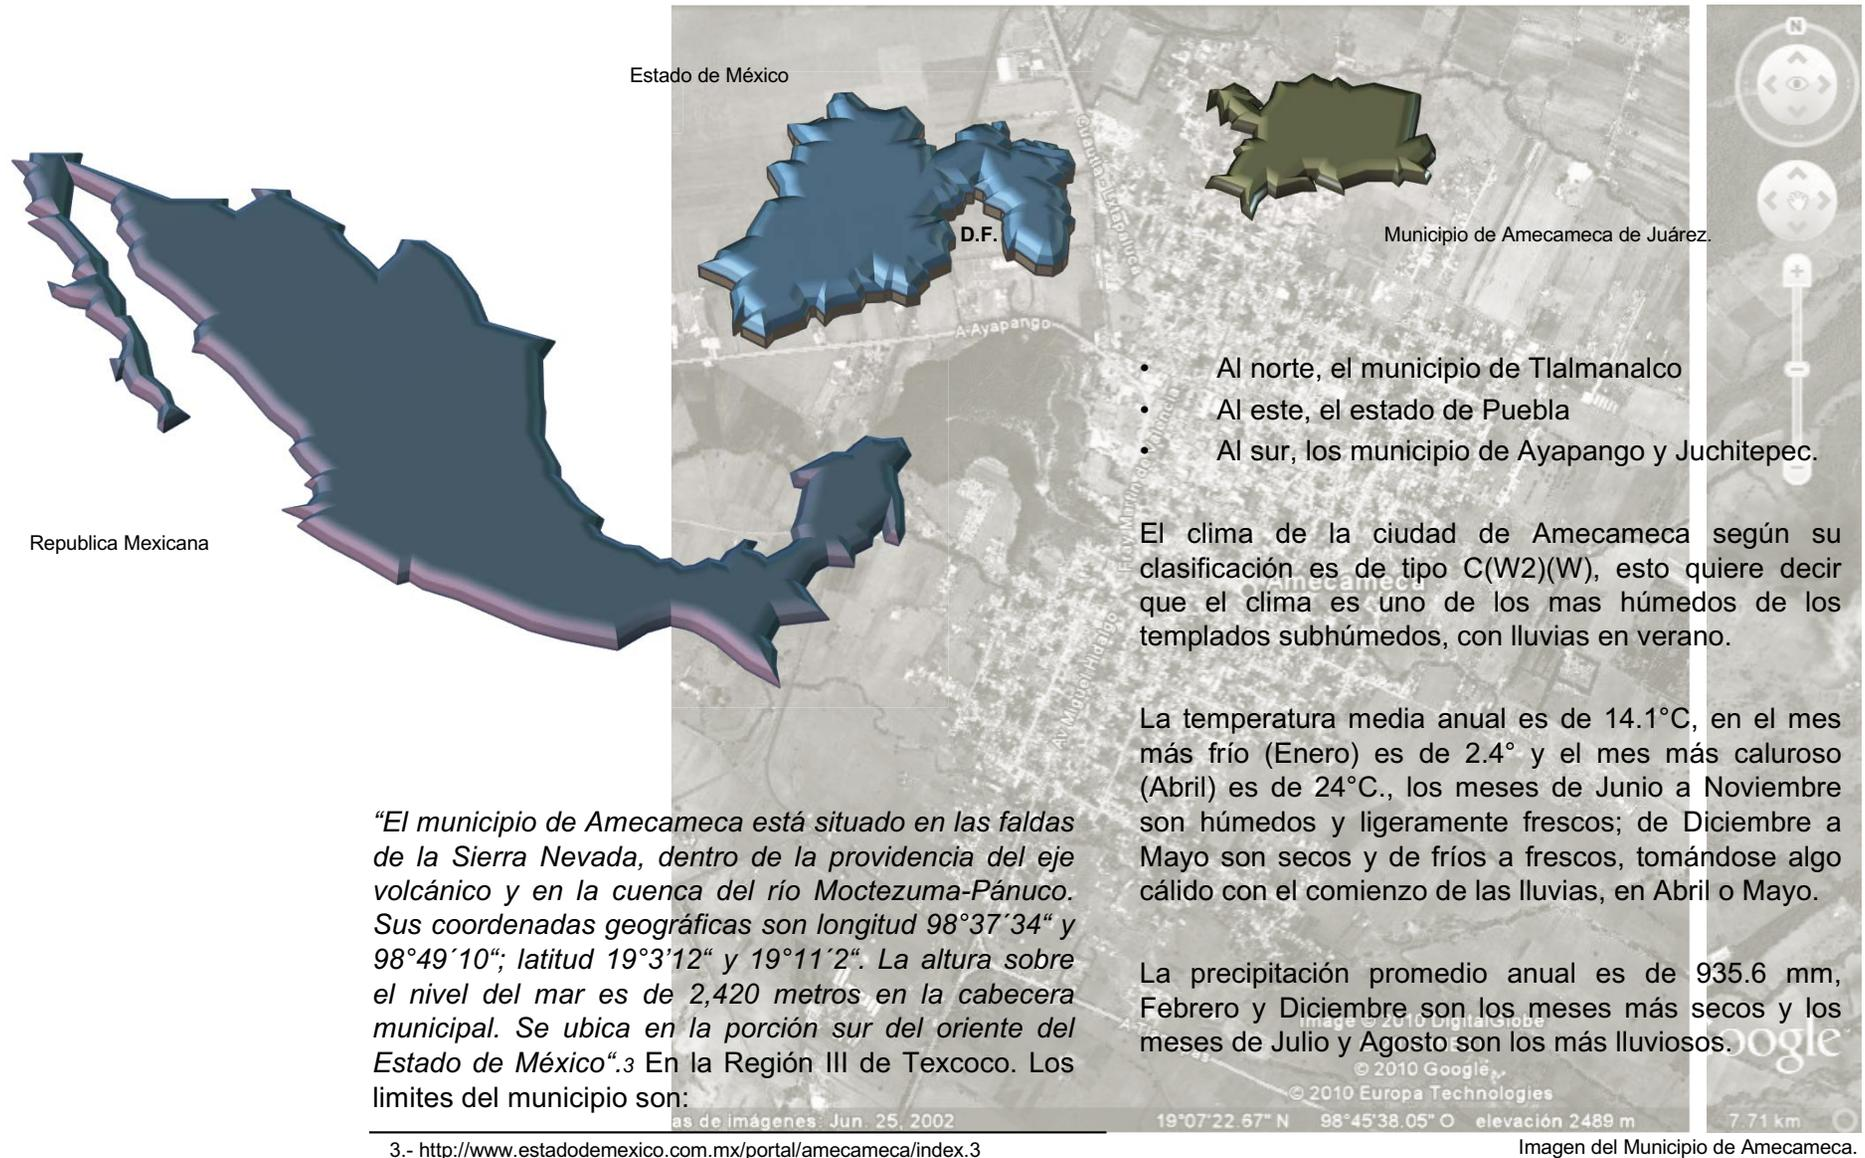 Estado de México
D.F.
Municipio de Amecameca de Juárez.
Republica Mexicana
“El municipio de Amecameca está situado en las faldas
de la Sierra Nevada, dentro de la providencia del eje
volcánico y en la cuenca del río Moctezuma-Pánuco.
Sus coordenadas geográficas son longitud 98°37´34“ y
98°49´10“; latitud 19°3’12“ y 19°11´2“. La altura sobre
el nivel del mar es de 2,420 metros en la cabecera
municipal. Se ubica en la porción sur del oriente del
Estado de México“.3 En la Región III de Texcoco. Los
limites del municipio son:
• Al norte, el municipio de Tlalmanalco
• Al este, el estado de Puebla
• Al sur, los municipio de Ayapango y Juchitepec.
El clima de la ciudad de Amecameca según su
clasificación es de tipo C(W2)(W), esto quiere decir
que el clima es uno de los mas húmedos de los
templados subhúmedos, con lluvias en verano.
La temperatura media anual es de 14.1°C, en el mes
más frío (Enero) es de 2.4° y el mes más caluroso
(Abril) es de 24°C., los meses de Junio a Noviembre
son húmedos y ligeramente frescos; de Diciembre a
Mayo son secos y de fríos a frescos, tomándose algo
cálido con el comienzo de las lluvias, en Abril o Mayo.
La precipitación promedio anual es de 935.6 mm,
Febrero y Diciembre son los meses más secos y los
meses de Julio y Agosto son los más lluviosos.
N
A-Ayapango
Amecameca
Av Miguel Hidalgo
Image © 2010 DigitalGlobe
© 2010 Google
© 2010 Europa Technologies
as de imágenes: Jun. 25, 2002
19°07'22.67" N 98°45'38.05" O elevación 2489 m
7.71 km
oogle
3.- http://www.estadodemexico.com.mx/portal/amecameca/index.3
Imagen del Municipio de Amecameca.